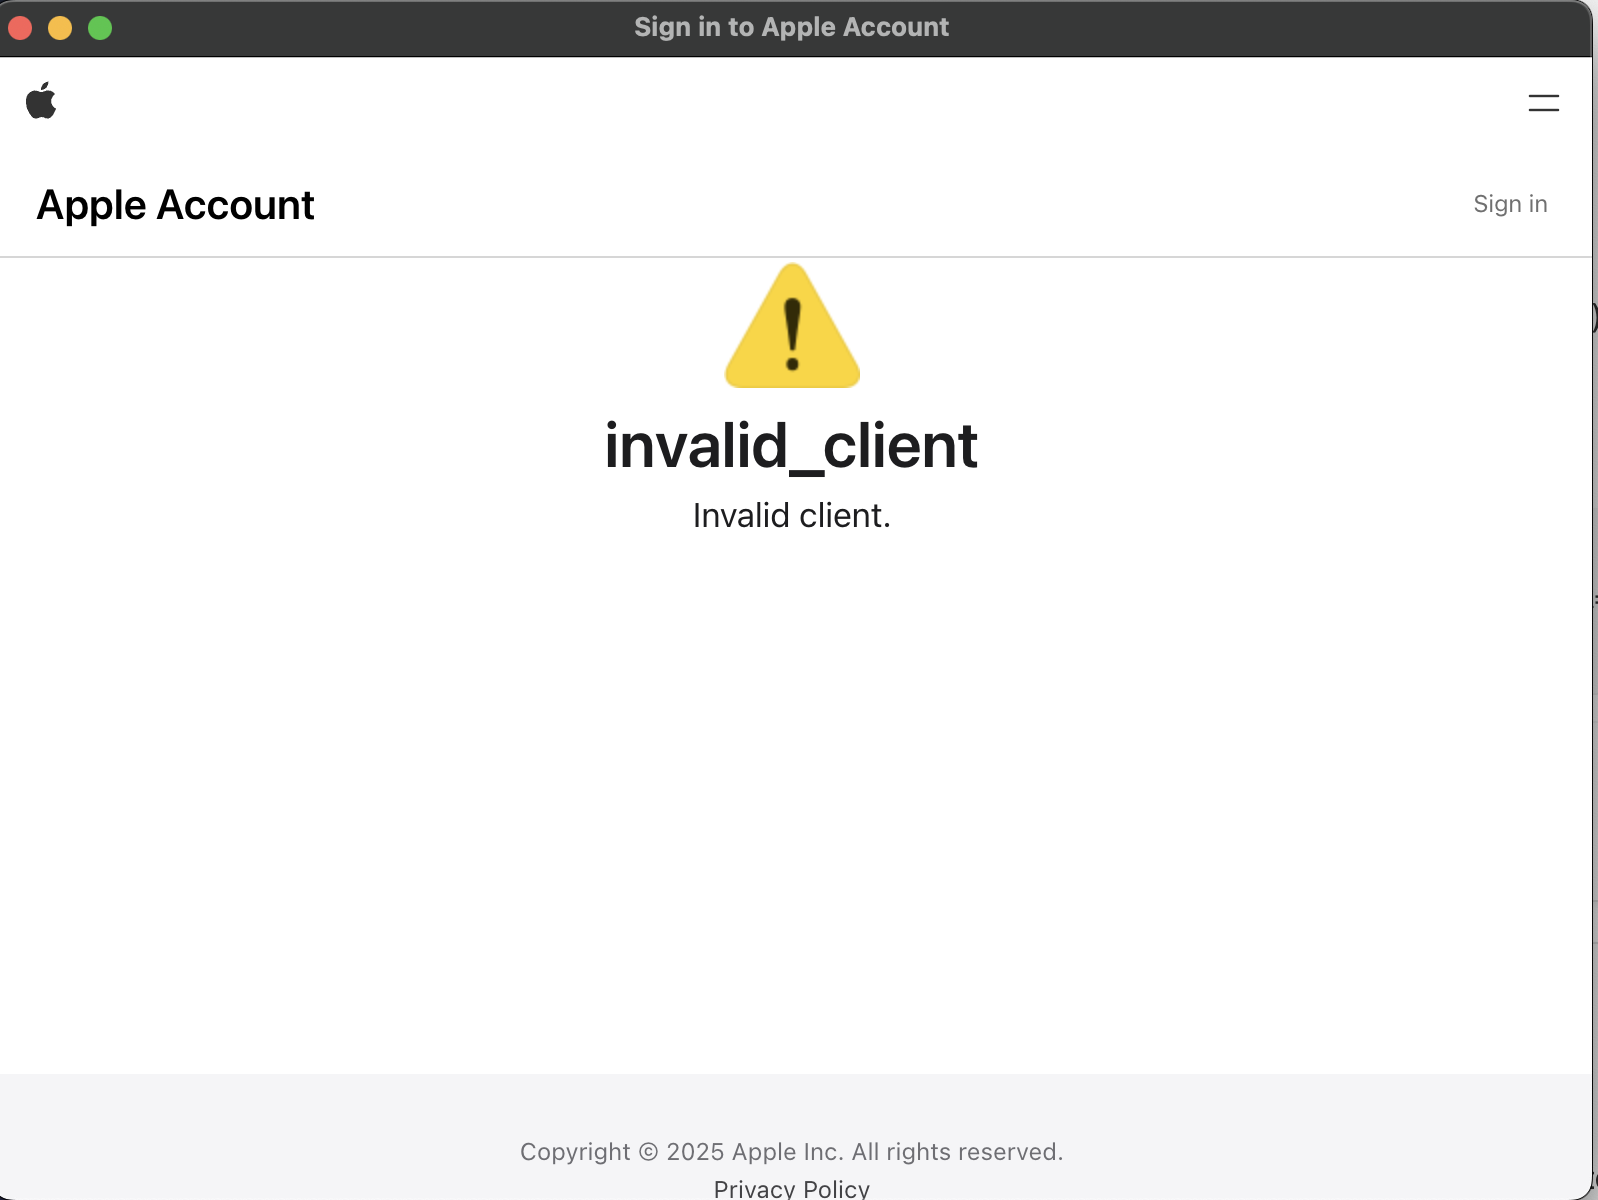 Sign in to Apple Account
Apple Account
Sign in
invalid_client
Invalid client.
Copyright © 2025 Apple Inc. All rights reserved.
Privacy Policy